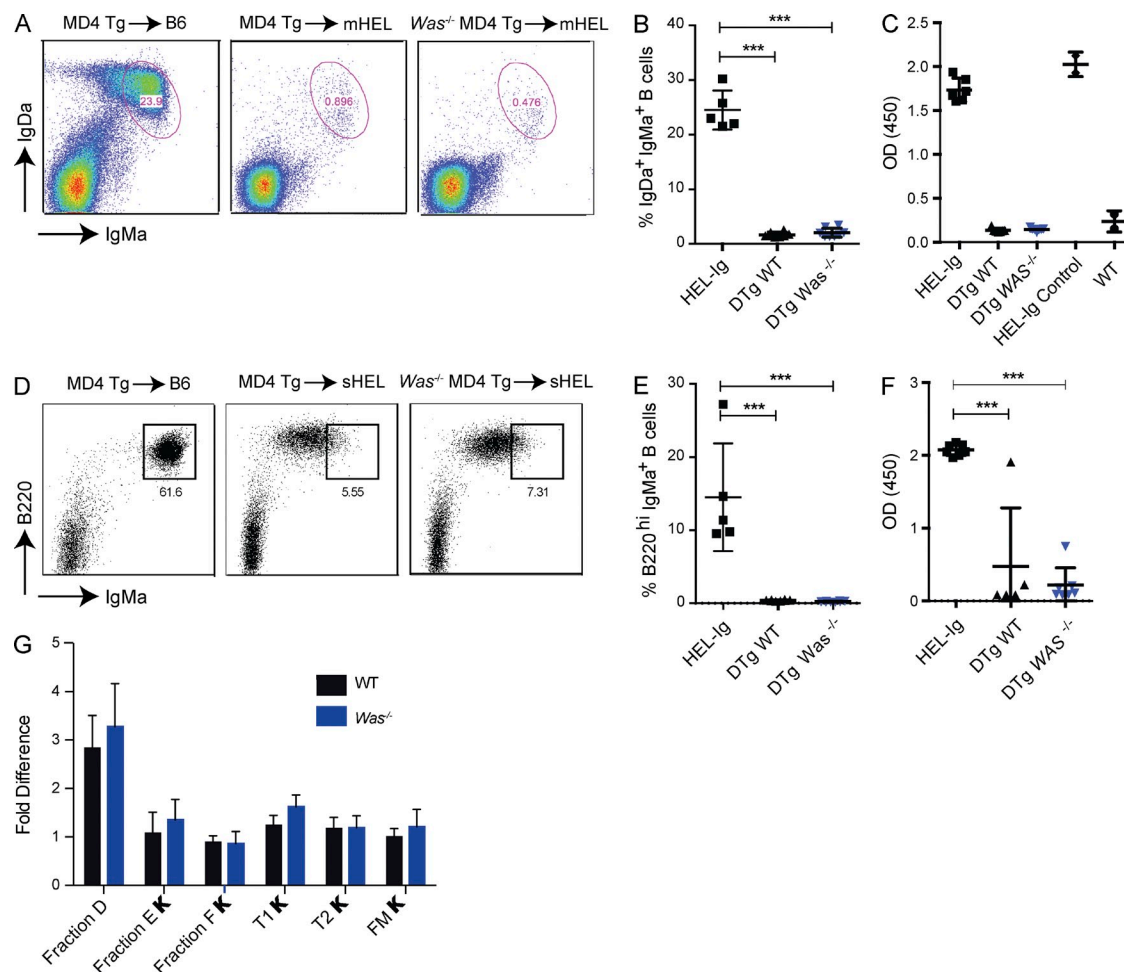 A
MD4 Tg → B6
MD4 Tg → mHEL
Was-/- MD4 Tg → mHEL
IgDa
23.9
0.896
0.476
IgMa
B
***
***
% IgDa+ IgMa+ B cells
40
30
20
10
0
HEL-Ig
DTg WT
DTg Was -/-
C
OD (450)
2.5
2.0
1.5
1.0
0.5
0.0
HEL-Ig
DTg WT
DTg WAS-/-
HEL-Ig Control
WT
D
MD4 Tg → B6
MD4 Tg → sHEL
Was-/- MD4 Tg → sHEL
B220
61.6
5.55
7.31
IgMa
E
***
***
% B220hi IgMa+ B cells
30
20
10
0
HEL-Ig
DTg WT
DTg Was -/-
F
***
***
OD (450)
3
2
1
0
HEL-Ig
DTg WT
DTg WAS -/-
G
Fold Difference
5
4
3
2
1
0
WT
Was-/-
Fraction D
Fraction E K
Fraction F K
T1 K
T2 K
FM K